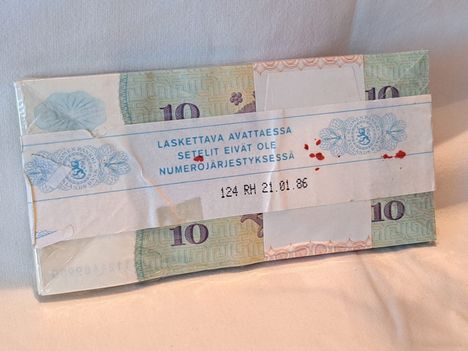 10 10
LASKETTAVA AVATTAESSA
SETELIT EIVÄT OLE
NUMEROJÄRJESTYKSESSÄ
124 RH 21.01.86
10 10